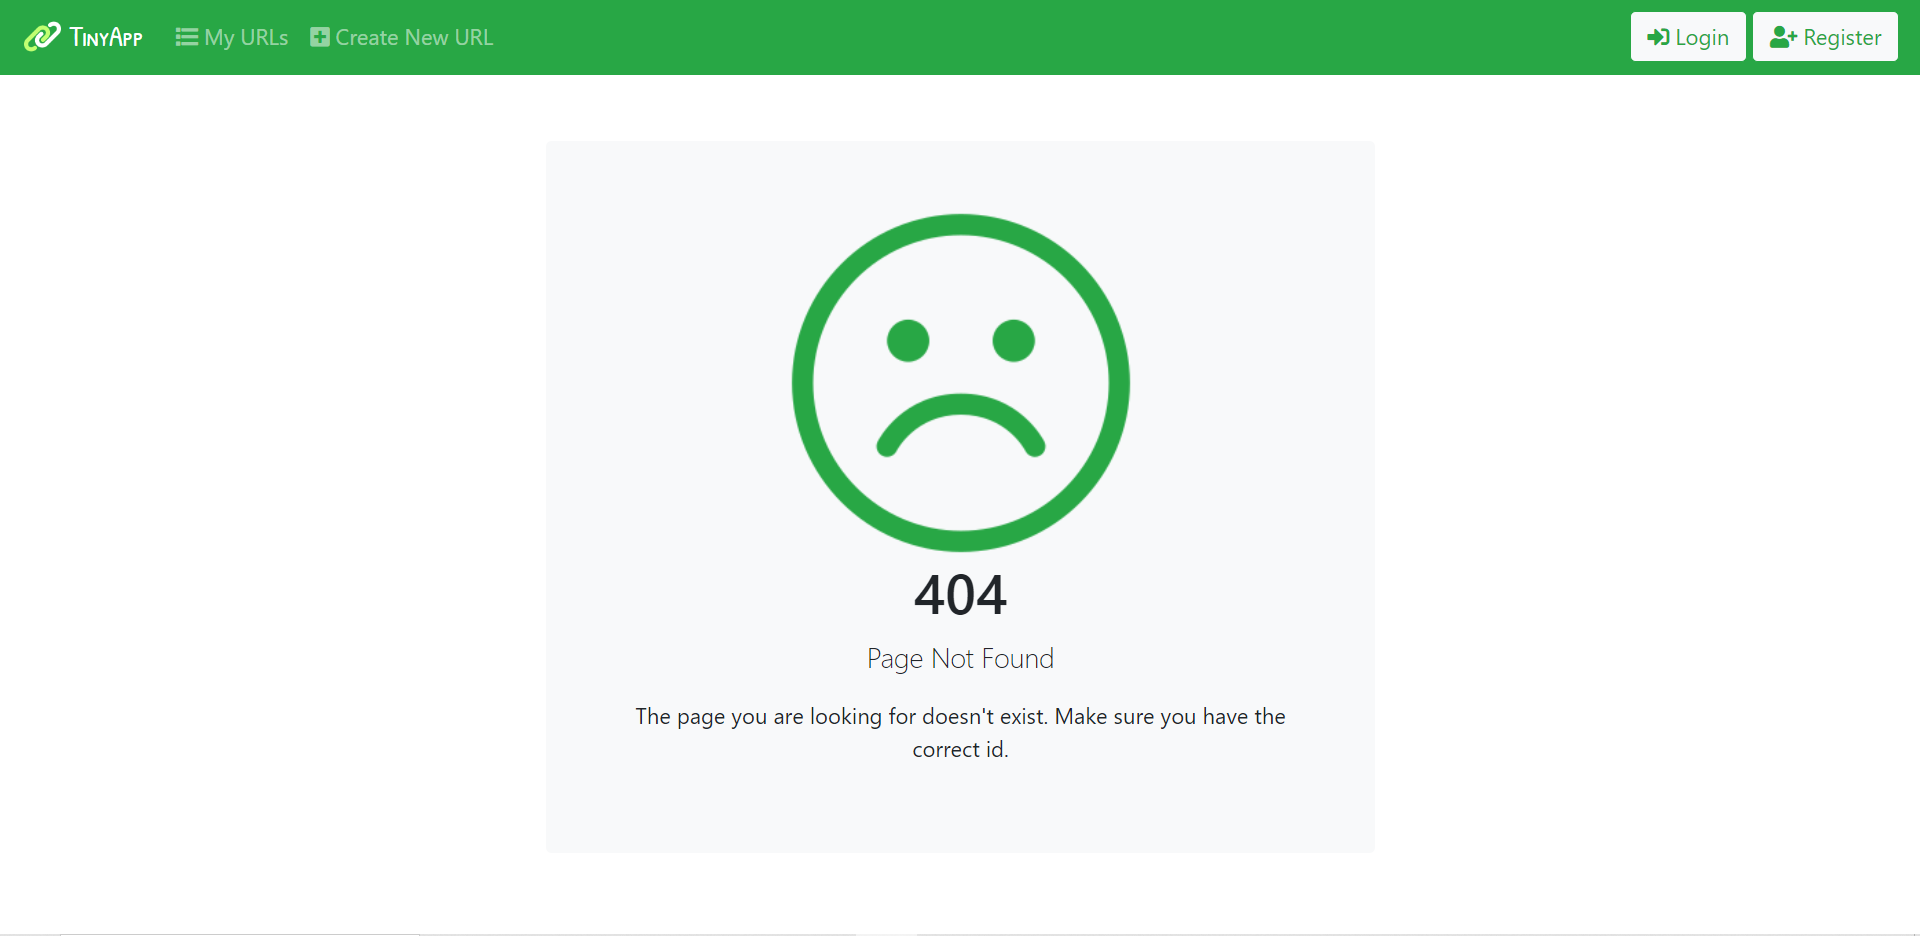 TinyApp My URLs Create New URL Login Register
404
Page Not Found
The page you are looking for doesn't exist. Make sure you have the
correct id.